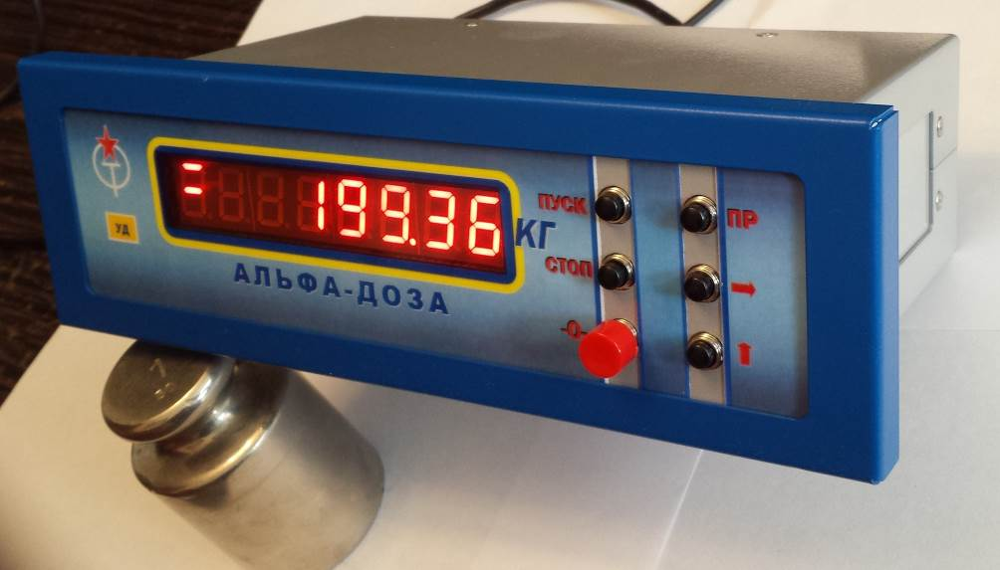 = 199.36 КГ
АЛЬФА-ДОЗА
УД
ПУСК
СТОП
-0-
ПР